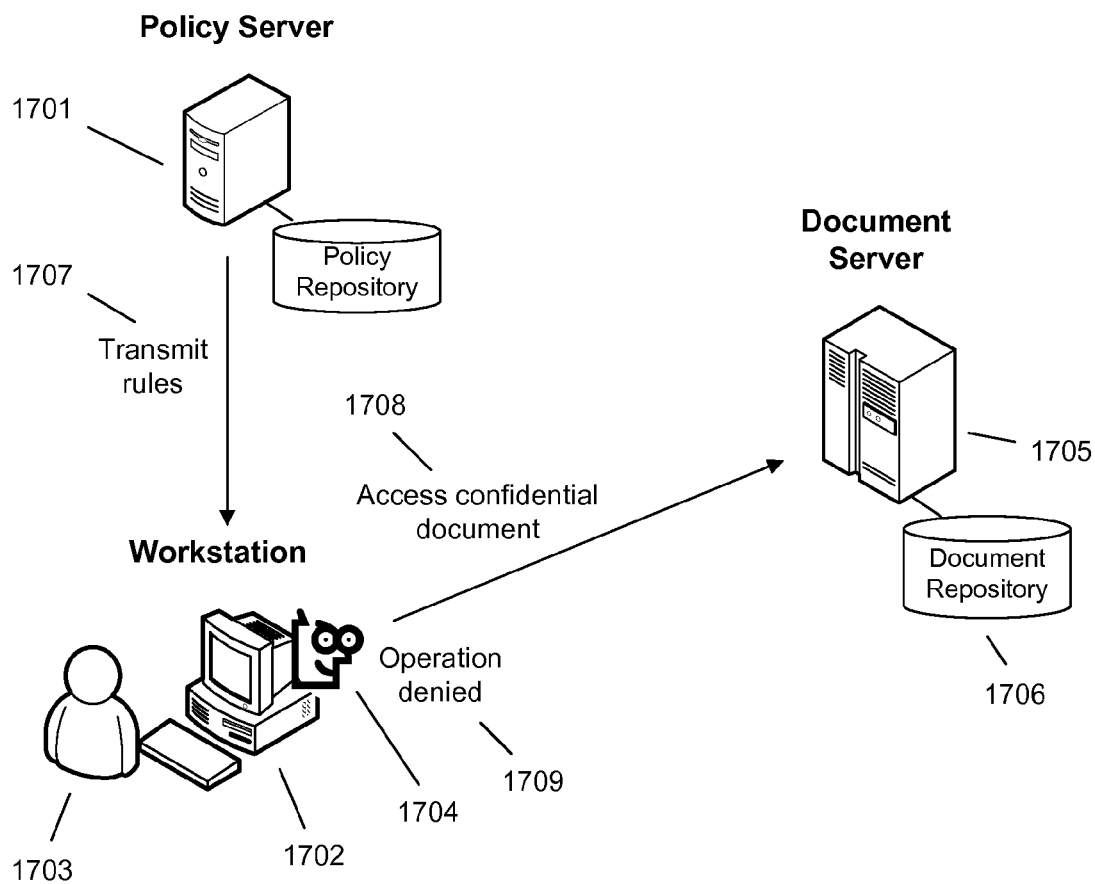 Policy Server
1701
Policy
Repository
Document
Server
1707
Transmit
rules
1708
1705
Access confidential
document
Workstation
Document
Repository
Operation
denied
1706
1709
1704
1702
1703